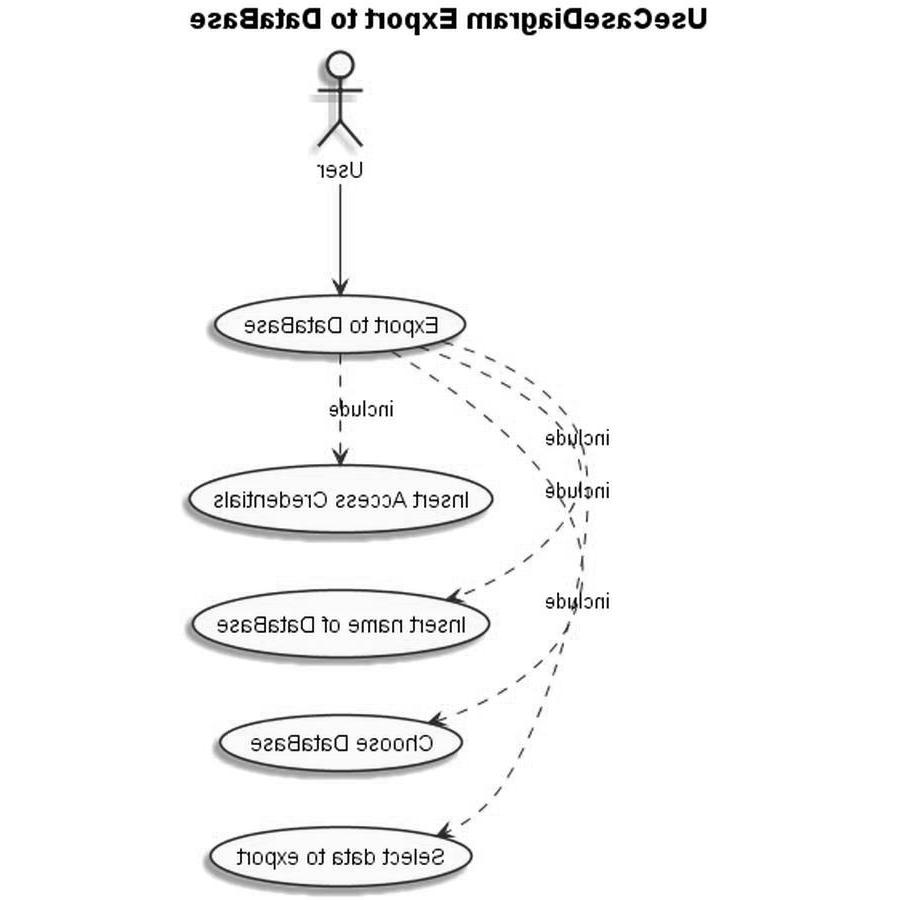 UseCaseDiagram Export to DataBase
User
Export to DataBase
include
include
include
include
Insert Access Credentials
Insert name of DataBase
Choose DataBase
Select data to export